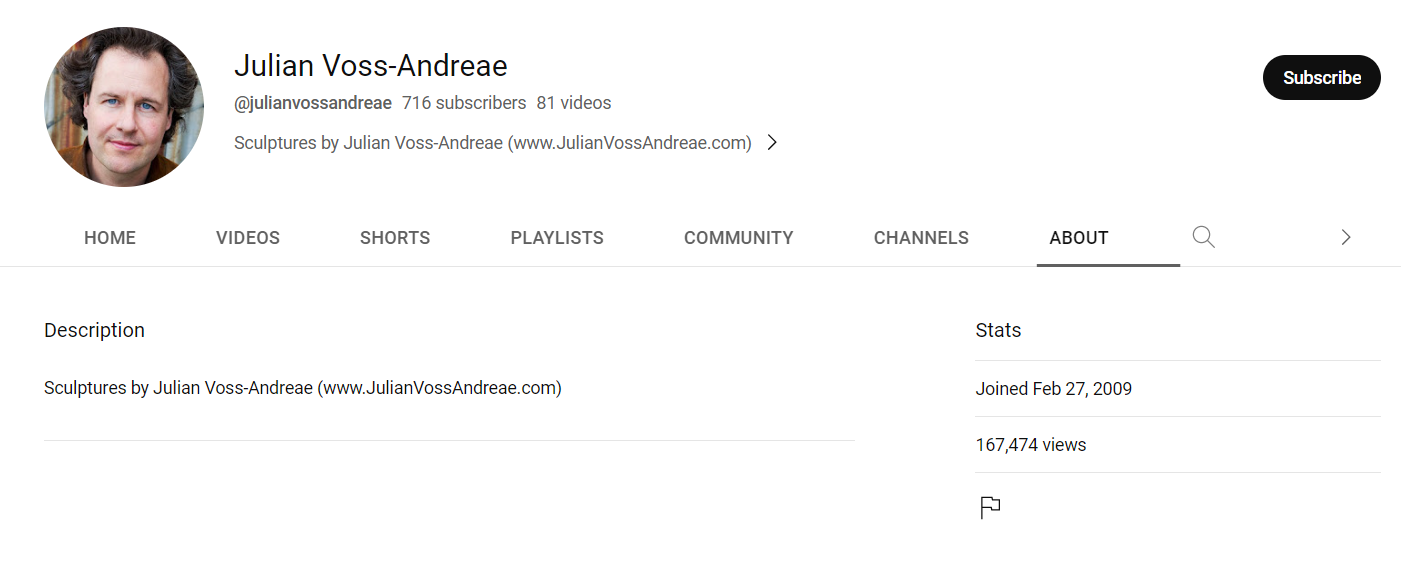 Julian Voss-Andreae
Subscribe
@julianvossandreae 716 subscribers 81 videos
Sculptures by Julian Voss-Andreae (www.JulianVossAndreae.com)
HOME VIDEOS SHORTS PLAYLISTS COMMUNITY CHANNELS ABOUT
Description
Sculptures by Julian Voss-Andreae (www.JulianVossAndreae.com)
Stats
Joined Feb 27, 2009
167,474 views